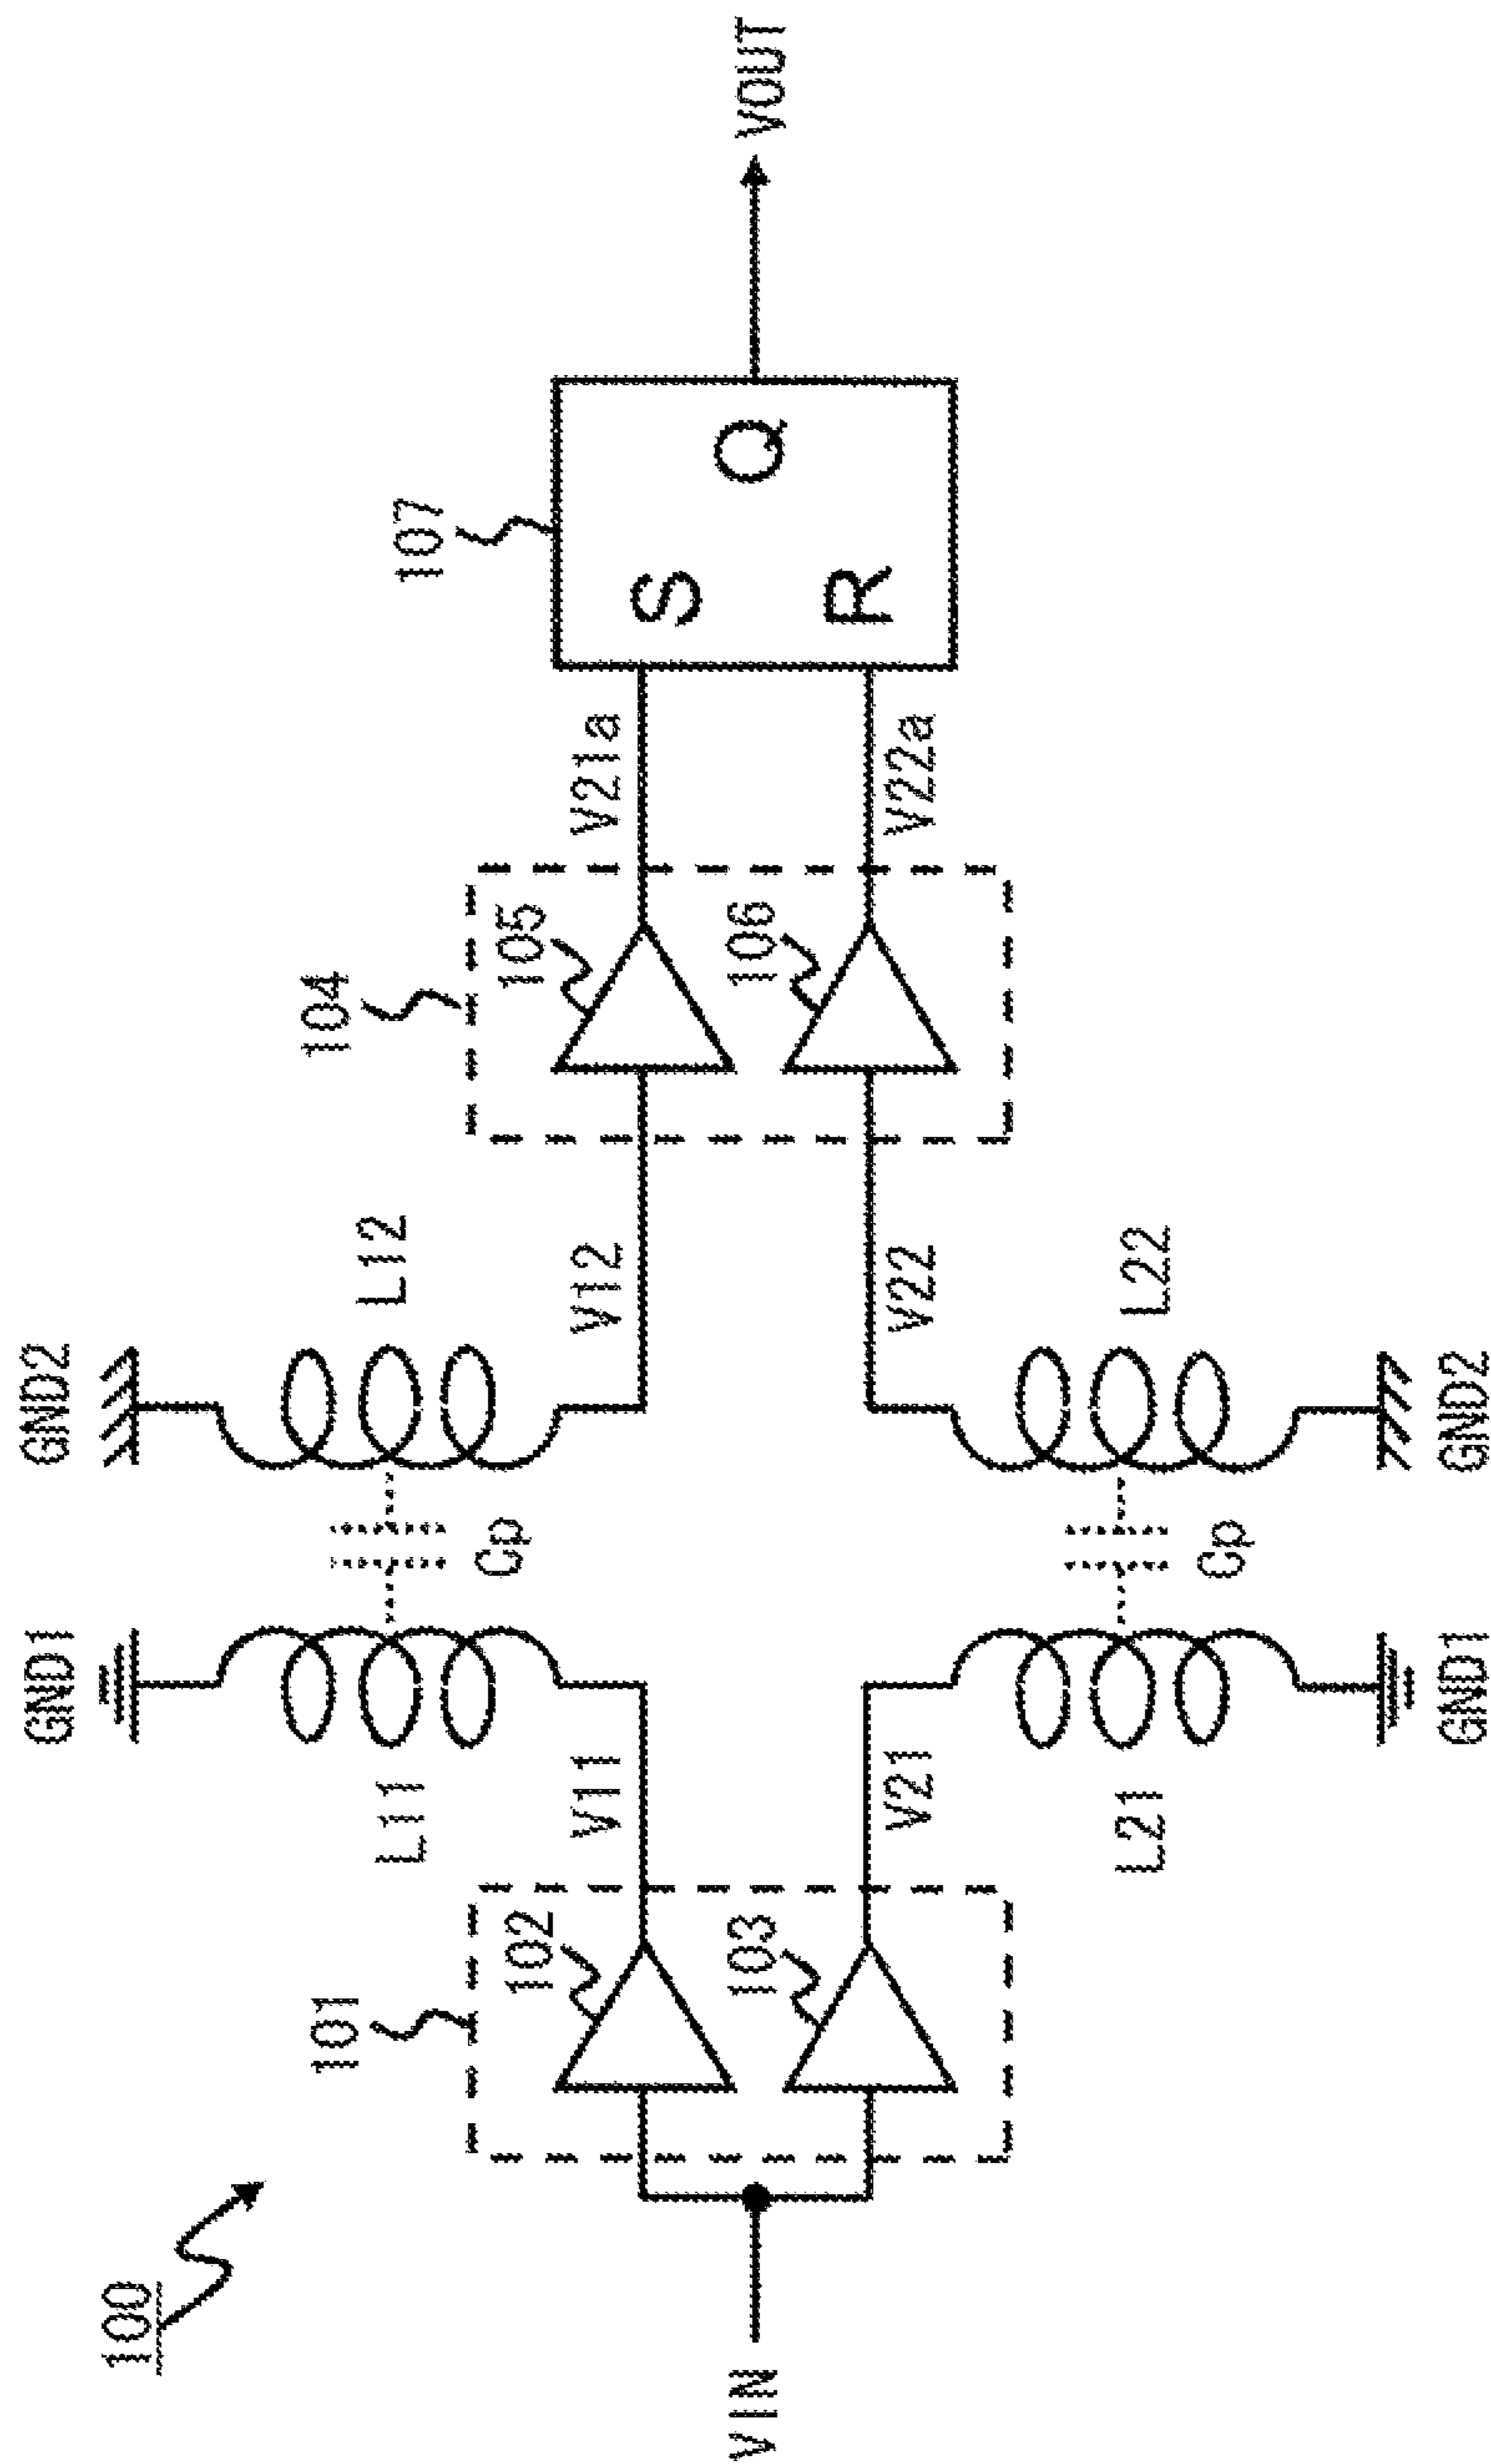 100
GND1
GND2
L11
L12
Cp
101
102
V11
V12
104
105
V21a
107
S
VIN
Q
VOUT
103
V21
V22
106
V22a
R
L21
L22
Cp
GND1
GND2